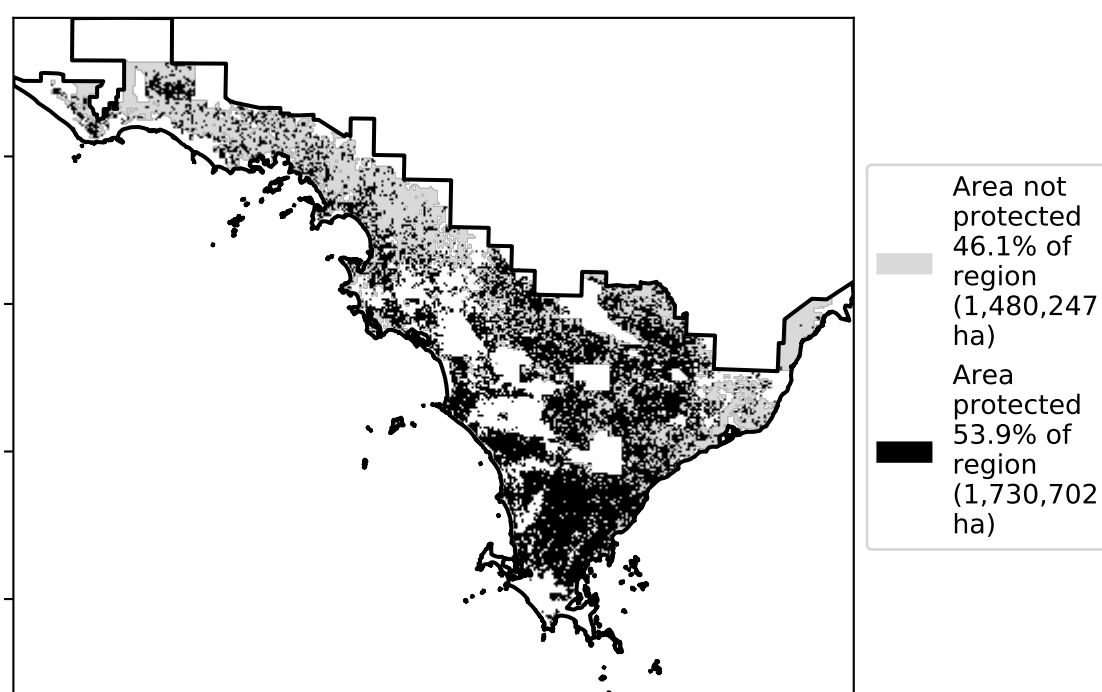 Area not
protected
46.1% of
region
(1,480,247
ha)
Area
protected
53.9% of
region
(1,730,702
ha)